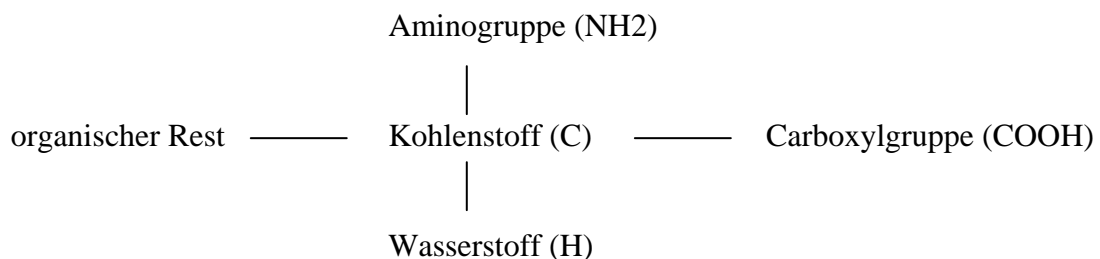 Aminogruppe (NH2)
organischer Rest Kohlenstoff (C) Carboxylgruppe (COOH)
Wasserstoff (H)